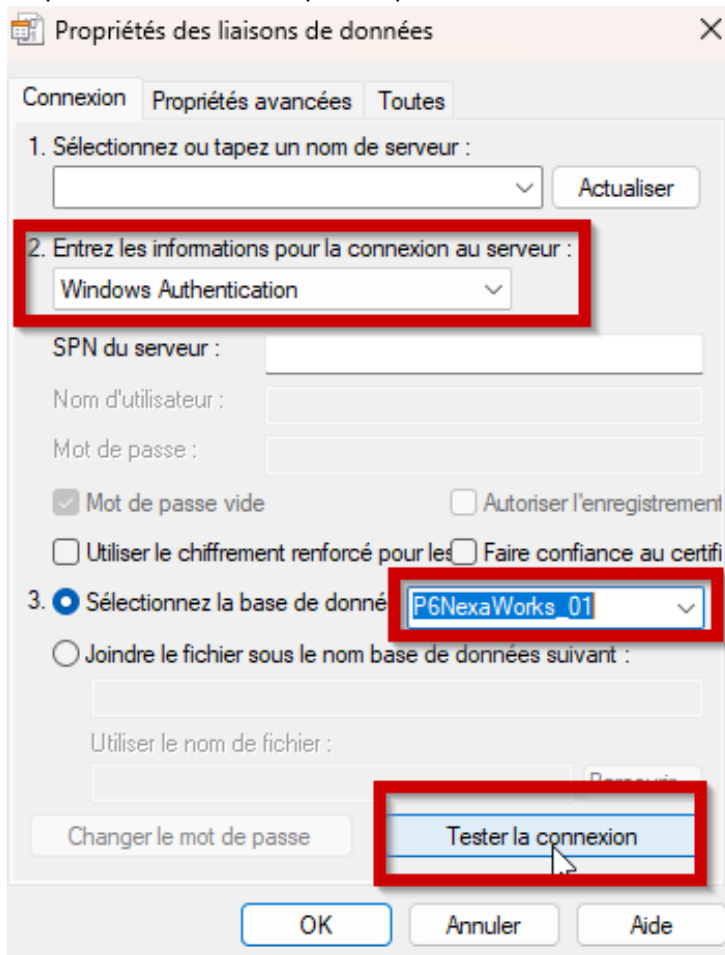 Propriétés des liaisons de données
Connexion Propriétés avancées Toutes
1. Sélectionnez ou tapez un nom de serveur :
Actualiser
2. Entrez les informations pour la connexion au serveur :
Windows Authentication
SPN du serveur :
Nom d'utilisateur :
Mot de passe :
Mot de passe vide Autoriser l'enregistrement
Utiliser le chiffrement renforcé pour les Faire confiance au certifi
3. Sélectionnez la base de donné P6NexaWorks_01
Joindre le fichier sous le nom base de données suivant :
Utiliser le nom de fichier :
Changer le mot de passe Tester la connexion
OK Annuler Aide